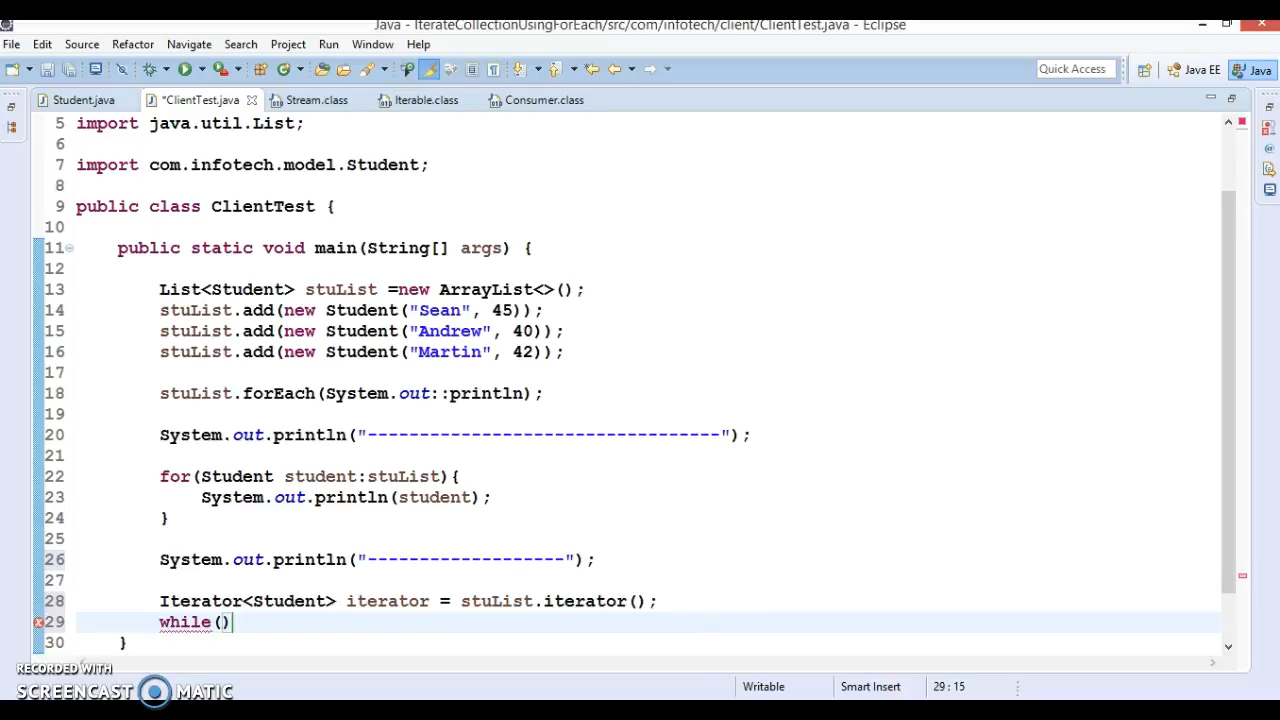 Java - IterateCollectionUsingForEach/src/com/infotech/client/ClientTest.java - Eclipse
File Edit Source Refactor Navigate Search Project Run Window Help
Quick Access Java EE Java
Student.java *ClientTest.java Stream.class Iterable.class Consumer.class
5 import java.util.List;
6
7 import com.infotech.model.Student;
8
9 public class ClientTest {
10
11 public static void main(String[] args) {
12
13 List<Student> stuList =new ArrayList<>();
14 stuList.add(new Student("Sean", 45));
15 stuList.add(new Student("Andrew", 40));
16 stuList.add(new Student("Martin", 42));
17
18 stuList.forEach(System.out::println);
19
20 System.out.println("----------------------------------");
21
22 for(Student student:stuList){
23 System.out.println(student);
24 }
25
26 System.out.println("-------------------");
27
28 Iterator<Student> iterator = stuList.iterator();
29 while()
30 }
RECORDED WITH
SCREENCAST MATIC
Writable Smart Insert 29 : 15